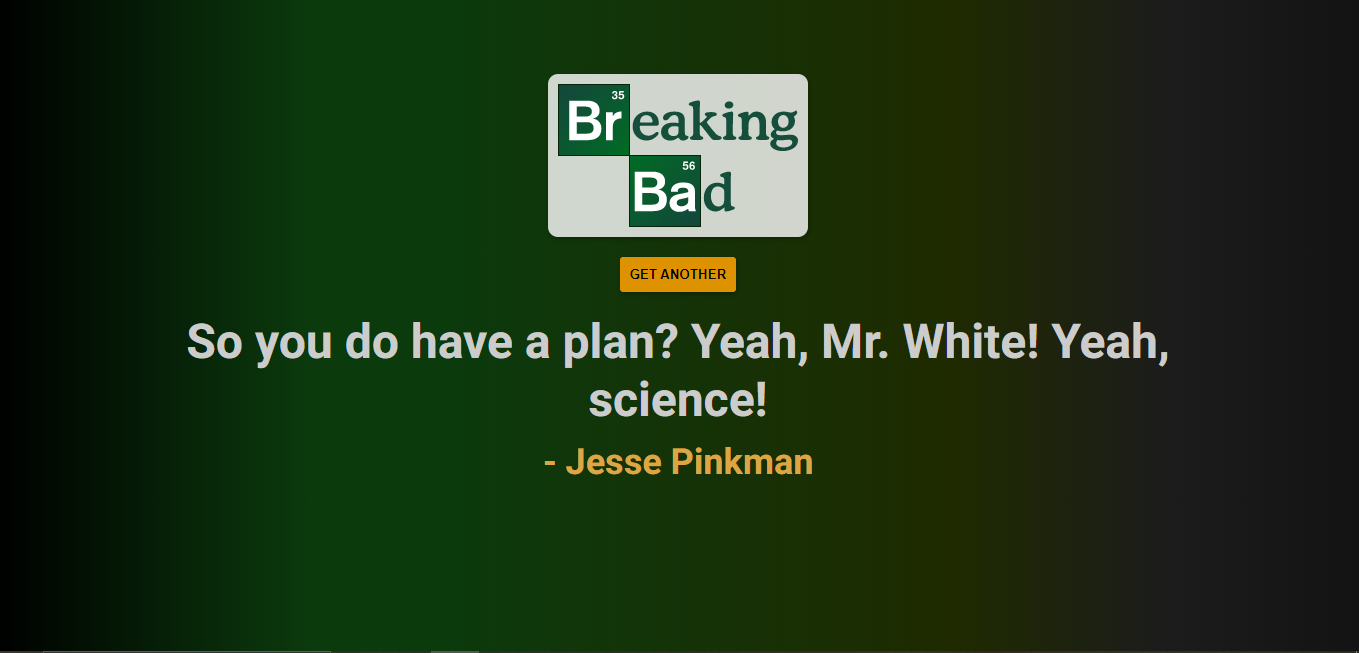 35
Breaking
56
Bad
GET ANOTHER
So you do have a plan? Yeah, Mr. White! Yeah,
science!
- Jesse Pinkman